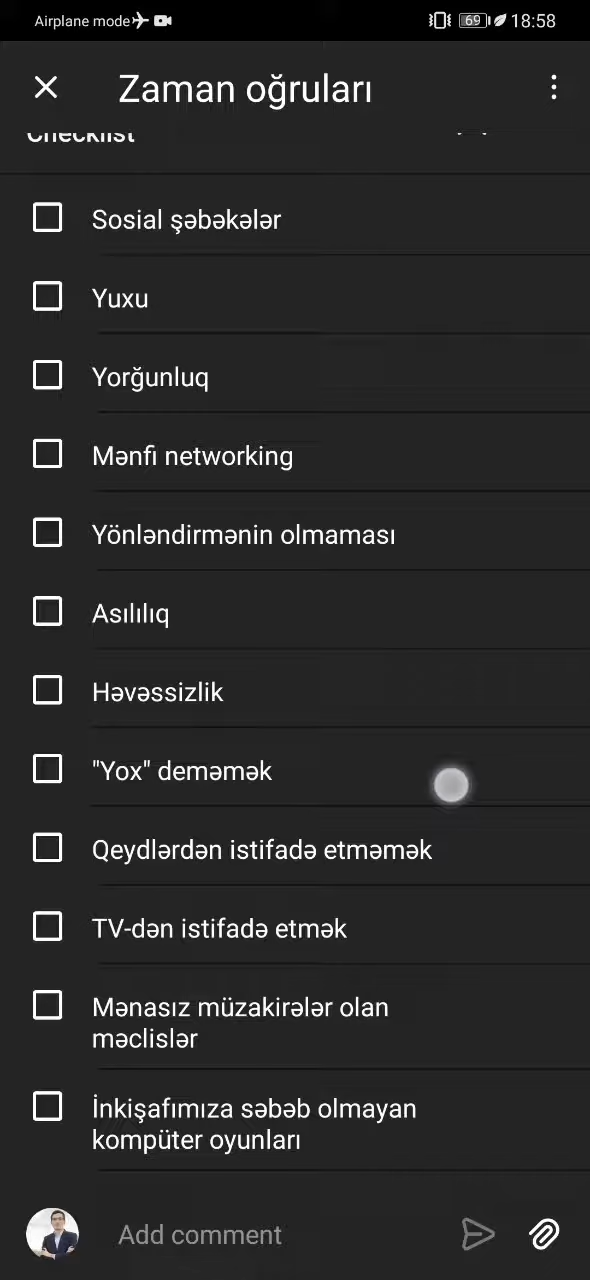 Airplane mode
69
18:58
Zaman oğruları
Checklist
Sosial şəbəkələr
Yuxu
Yorğunluq
Mənfi networking
Yönləndirmənin olmaması
Asılılıq
Həvəssizlik
"Yox" deməmək
Qeydlərdən istifadə etməmək
TV-dən istifadə etmək
Mənasız müzakirələr olan
məclislər
İnkişafımıza səbəb olmayan
kompüter oyunları
Add comment